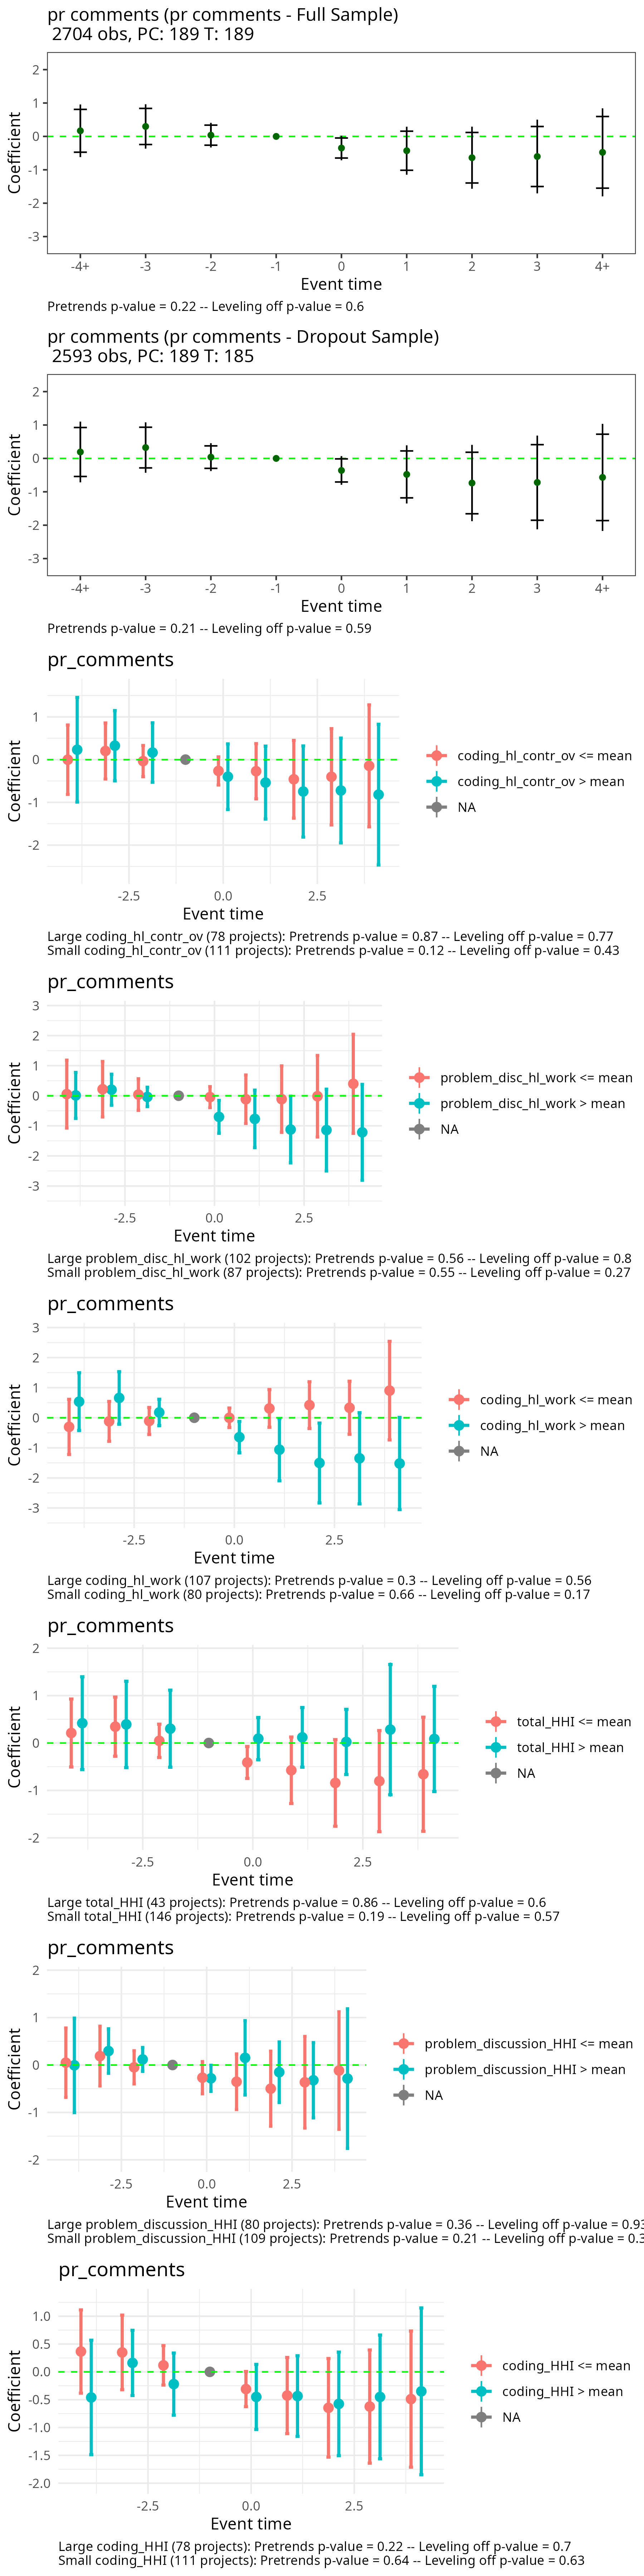 pr comments (pr comments - Full Sample)
2704 obs, PC: 189 T: 189
2
1
0
-1
-2
-3
Coefficient
-4+ -3 -2 -1 0 1 2 3 4+
Event time
Pretrends p-value = 0.22 -- Leveling off p-value = 0.6
pr comments (pr comments - Dropout Sample)
2593 obs, PC: 189 T: 185
2
1
0
-1
-2
-3
Coefficient
-4+ -3 -2 -1 0 1 2 3 4+
Event time
Pretrends p-value = 0.21 -- Leveling off p-value = 0.59
pr_comments
1
0
-1
-2
Coefficient
coding_hl_contr_ov <= mean
coding_hl_contr_ov > mean
NA
-2.5 0.0 2.5
Event time
Large coding_hl_contr_ov (78 projects): Pretrends p-value = 0.87 -- Leveling off p-value = 0.77
Small coding_hl_contr_ov (111 projects): Pretrends p-value = 0.12 -- Leveling off p-value = 0.43
pr_comments
3
2
1
0
-1
-2
-3
Coefficient
problem_disc_hl_work <= mean
problem_disc_hl_work > mean
NA
-2.5 0.0 2.5
Event time
Large problem_disc_hl_work (102 projects): Pretrends p-value = 0.56 -- Leveling off p-value = 0.8
Small problem_disc_hl_work (87 projects): Pretrends p-value = 0.55 -- Leveling off p-value = 0.27
pr_comments
3
2
1
0
-1
-2
-3
Coefficient
coding_hl_work <= mean
coding_hl_work > mean
NA
-2.5 0.0 2.5
Event time
Large coding_hl_work (107 projects): Pretrends p-value = 0.3 -- Leveling off p-value = 0.56
Small coding_hl_work (80 projects): Pretrends p-value = 0.66 -- Leveling off p-value = 0.17
pr_comments
2
1
0
-1
-2
Coefficient
total_HHI <= mean
total_HHI > mean
NA
-2.5 0.0 2.5
Event time
Large total_HHI (43 projects): Pretrends p-value = 0.86 -- Leveling off p-value = 0.6
Small total_HHI (146 projects): Pretrends p-value = 0.19 -- Leveling off p-value = 0.57
pr_comments
2
1
0
-1
-2
Coefficient
problem_discussion_HHI <= mean
problem_discussion_HHI > mean
NA
-2.5 0.0 2.5
Event time
Large problem_discussion_HHI (80 projects): Pretrends p-value = 0.36 -- Leveling off p-value = 0.93
Small problem_discussion_HHI (109 projects): Pretrends p-value = 0.21 -- Leveling off p-value = 0.3
pr_comments
1.0
0.5
0.0
-0.5
-1.0
-1.5
-2.0
Coefficient
coding_HHI <= mean
coding_HHI > mean
NA
-2.5 0.0 2.5
Event time
Large coding_HHI (78 projects): Pretrends p-value = 0.22 -- Leveling off p-value = 0.7
Small coding_HHI (111 projects): Pretrends p-value = 0.64 -- Leveling off p-value = 0.63